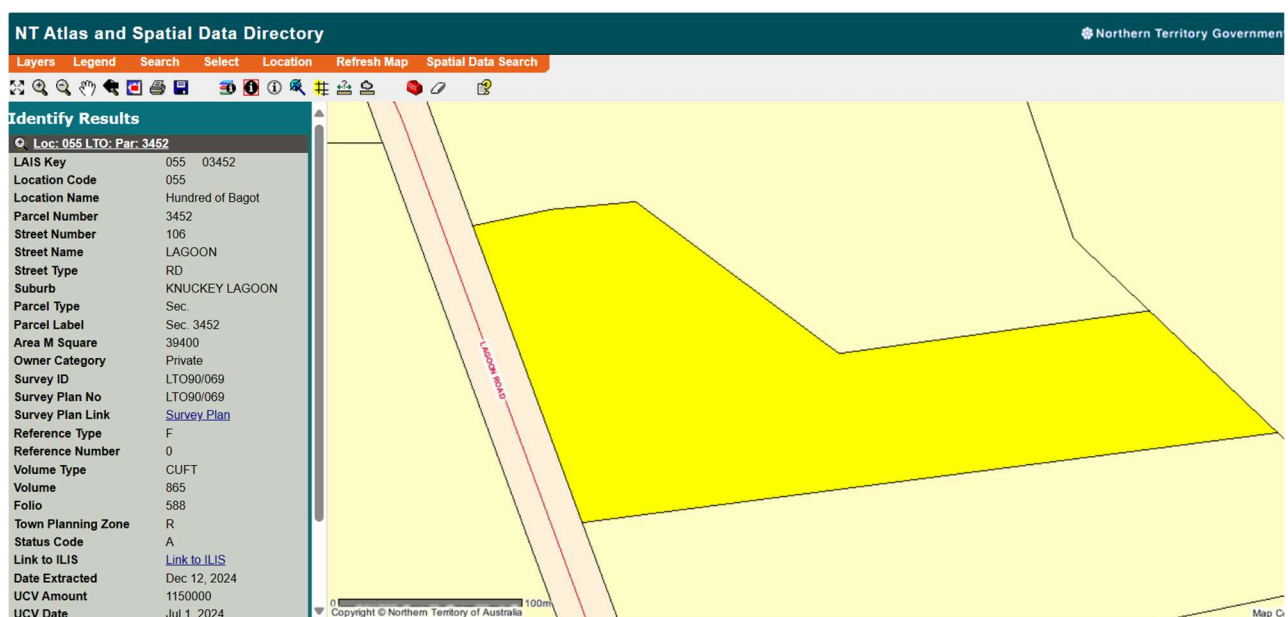 NT Atlas and Spatial Data Directory
Northern Territory Government
Layers Legend Search Select Location Refresh Map Spatial Data Search
Identify Results
Loc: 055 LTO: Par: 3452
LAIS Key 055 03452
Location Code 055
Location Name Hundred of Bagot
Parcel Number 3452
Street Number 106
Street Name LAGOON
Street Type RD
Suburb KNUCKEY LAGOON
Parcel Type Sec.
Parcel Label Sec. 3452
Area M Square 39400
Owner Category Private
Survey ID LTO90/069
Survey Plan No LTO90/069
Survey Plan Link Survey Plan
Reference Type F
Reference Number 0
Volume Type CUFT
Volume 865
Folio 588
Town Planning Zone R
Status Code A
Link to ILIS Link to ILIS
Date Extracted Dec 12, 2024
UCV Amount 1150000
UCV Date Jul 1, 2024
LAGOON ROAD
0 100m
Copyright © Northern Territory of Australia
Map